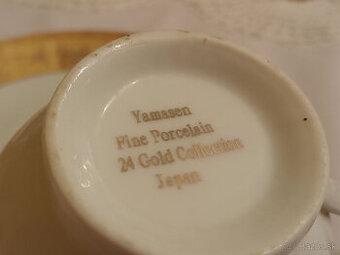 Yamasen
Fine Porcelain
24 Gold Collection
Japan